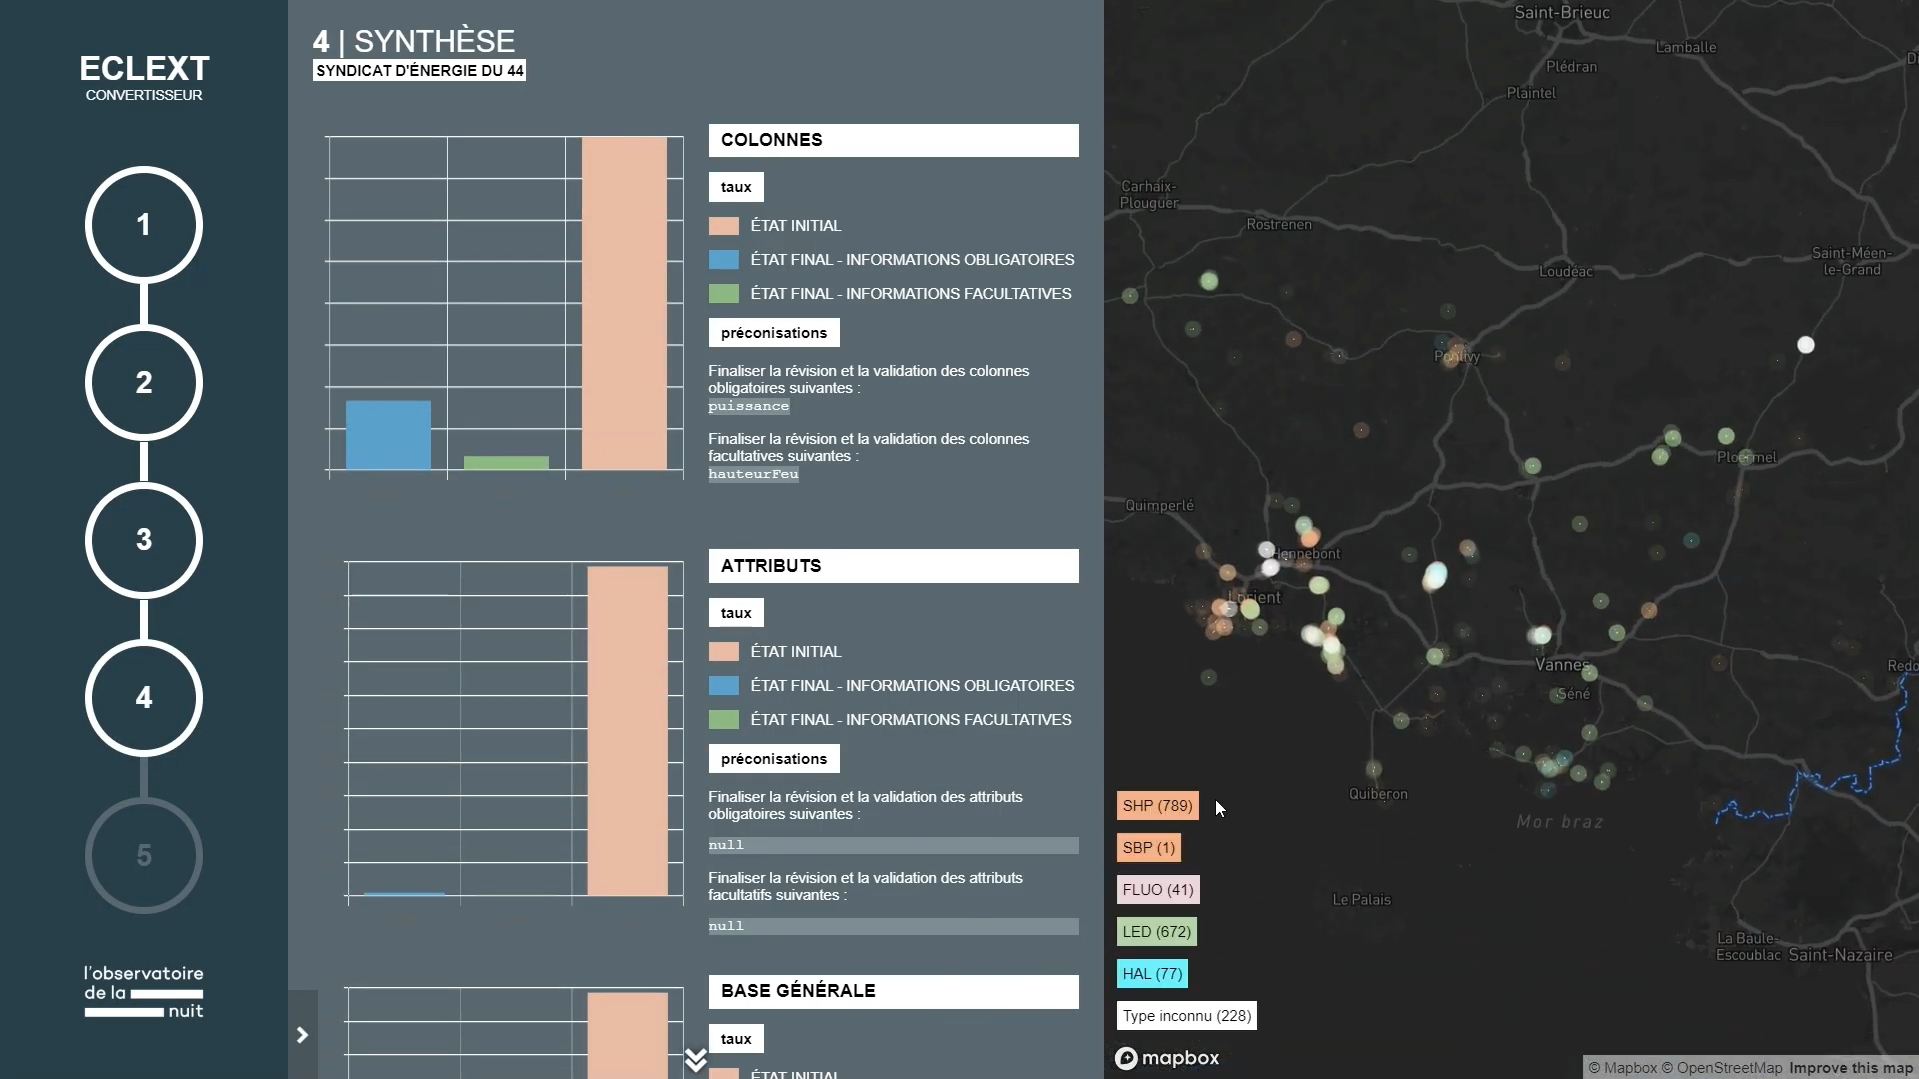 ECLEXT
CONVERTISSEUR
1
2
3
4
5
l'observatoire
de la
nuit
4 | SYNTHÈSE
SYNDICAT D'ÉNERGIE DU 44
COLONNES
taux
ÉTAT INITIAL
ÉTAT FINAL - INFORMATIONS OBLIGATOIRES
ÉTAT FINAL - INFORMATIONS FACULTATIVES
préconisations
Finaliser la révision et la validation des colonnes
obligatoires suivantes :
puissance
Finaliser la révision et la validation des colonnes
facultatives suivantes :
hauteurFeu
ATTRIBUTS
taux
ÉTAT INITIAL
ÉTAT FINAL - INFORMATIONS OBLIGATOIRES
ÉTAT FINAL - INFORMATIONS FACULTATIVES
préconisations
Finaliser la révision et la validation des attributs
obligatoires suivantes :
null
Finaliser la révision et la validation des attributs
facultatifs suivantes :
null
BASE GÉNÉRALE
taux
ÉTAT INITIAL
Saint-Brieuc
Lamballe
Plédran
Plaintel
Carhaix-
Plouguer
Rostrenen
Loudéac
Saint-Méen-
le-Grand
Pontivy
Ploërmel
Quimperlé
Hennebont
Lorient
Vannes
Séné
Redo
Quiberon
Mor braz
Le Palais
La Baule-
Escoublac
Saint-Nazaire
SHP (789)
SBP (1)
FLUO (41)
LED (672)
HAL (77)
Type inconnu (228)
mapbox
© Mapbox © OpenStreetMap Improve this map